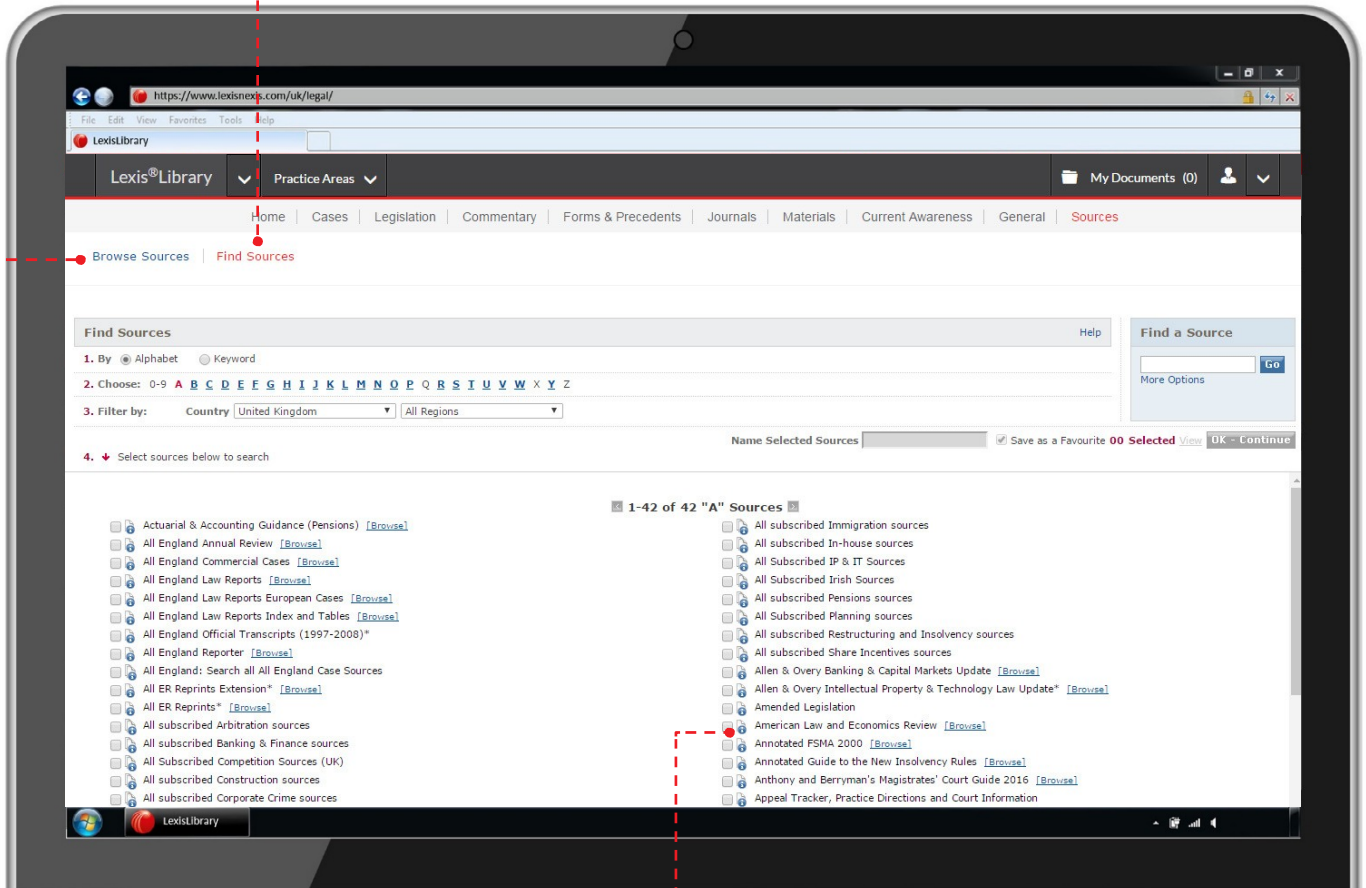 https://www.lexisnexis.com/uk/legal/
File Edit View Favorites Tools Help
LexisLibrary
Lexis®Library Practice Areas My Documents (0)
Home | Cases | Legislation | Commentary | Forms & Precedents | Journals | Materials | Current Awareness | General | Sources
Browse Sources | Find Sources
Find Sources Help
Find a Source
1. By Alphabet Keyword
Go
2. Choose: 0-9 A B C D E F G H I J K L M N O P Q R S T U V W X Y Z
More Options
3. Filter by: Country United Kingdom All Regions
Name Selected Sources Save as a Favourite 00 Selected View OK - Continue
4. Select sources below to search
1-42 of 42 "A" Sources
Actuarial & Accounting Guidance (Pensions) [Browse]
All England Annual Review [Browse]
All England Commercial Cases [Browse]
All England Law Reports [Browse]
All England Law Reports European Cases [Browse]
All England Law Reports Index and Tables [Browse]
All England Official Transcripts (1997-2008)*
All England Reporter [Browse]
All England: Search all All England Case Sources
All ER Reprints Extension* [Browse]
All ER Reprints* [Browse]
All subscribed Arbitration sources
All subscribed Banking & Finance sources
All Subscribed Competition Sources (UK)
All subscribed Construction sources
All subscribed Corporate Crime sources
All subscribed Immigration sources
All subscribed In-house sources
All Subscribed IP & IT Sources
All Subscribed Irish Sources
All subscribed Pensions sources
All Subscribed Planning sources
All subscribed Restructuring and Insolvency sources
All subscribed Share Incentives sources
Allen & Overy Banking & Capital Markets Update [Browse]
Allen & Overy Intellectual Property & Technology Law Update* [Browse]
Amended Legislation
American Law and Economics Review [Browse]
Annotated FSMA 2000 [Browse]
Annotated Guide to the New Insolvency Rules [Browse]
Anthony and Berryman's Magistrates' Court Guide 2016 [Browse]
Appeal Tracker, Practice Directions and Court Information
LexisLibrary